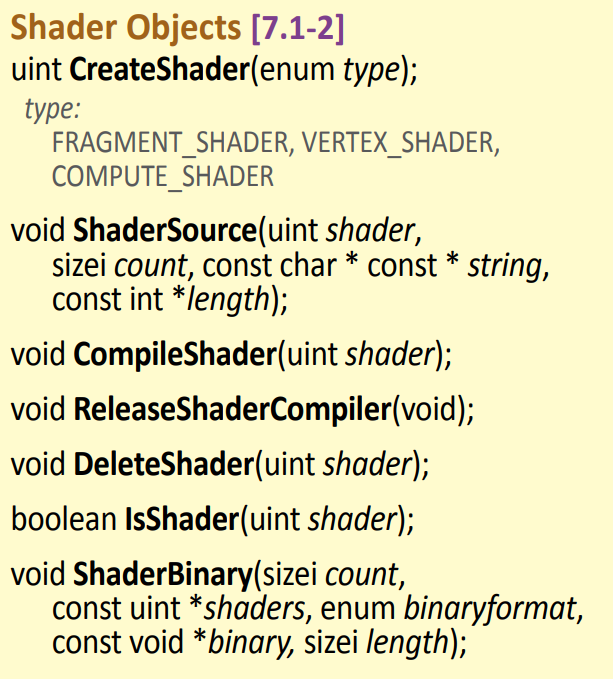 Shader Objects [7.1-2]
uint CreateShader(enum type);
type:
FRAGMENT_SHADER, VERTEX_SHADER,
COMPUTE_SHADER
void ShaderSource(uint shader,
sizei count, const char * const * string,
const int *length);
void CompileShader(uint shader);
void ReleaseShaderCompiler(void);
void DeleteShader(uint shader);
boolean IsShader(uint shader);
void ShaderBinary(sizei count,
const uint *shaders, enum binaryformat,
const void *binary, sizei length);